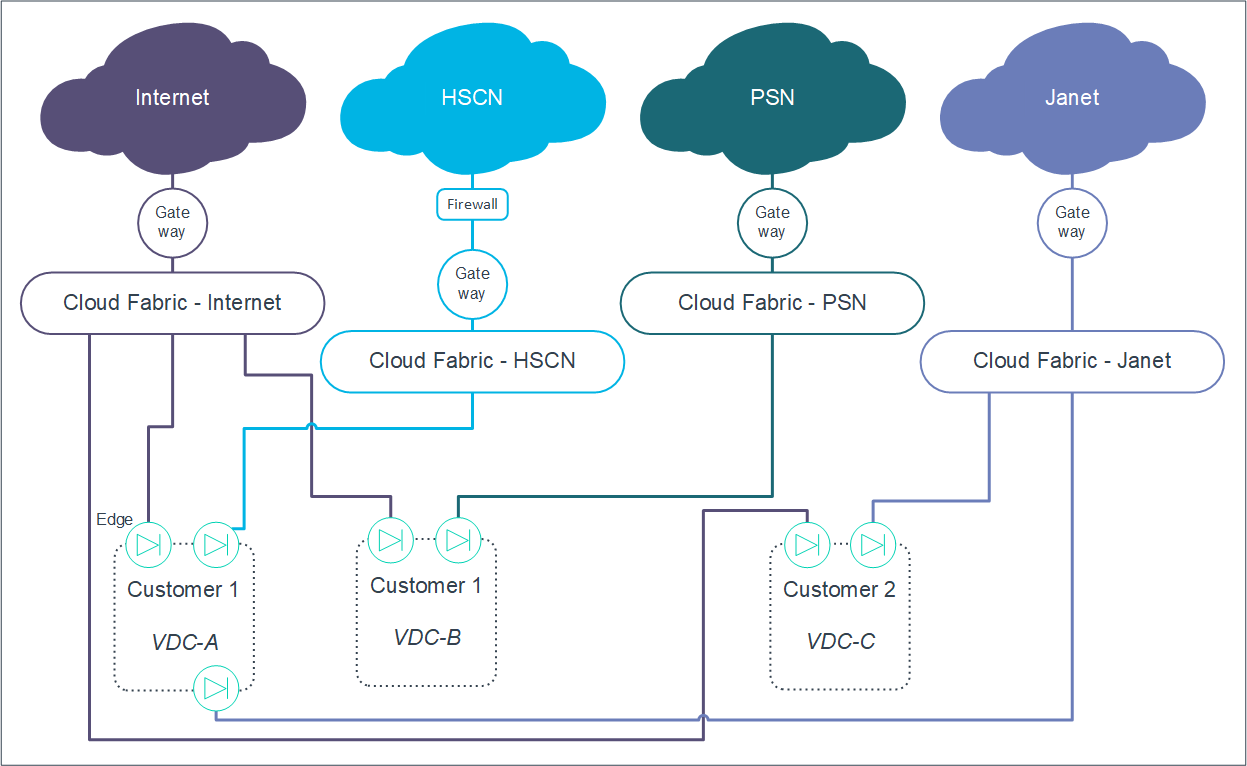 Internet
HSCN
PSN
Janet
Gate
way
Firewall
Gate
way
Gate
way
Gate
way
Cloud Fabric - Internet
Cloud Fabric - HSCN
Cloud Fabric - PSN
Cloud Fabric - Janet
Edge
Customer 1
VDC-A
Customer 1
VDC-B
Customer 2
VDC-C